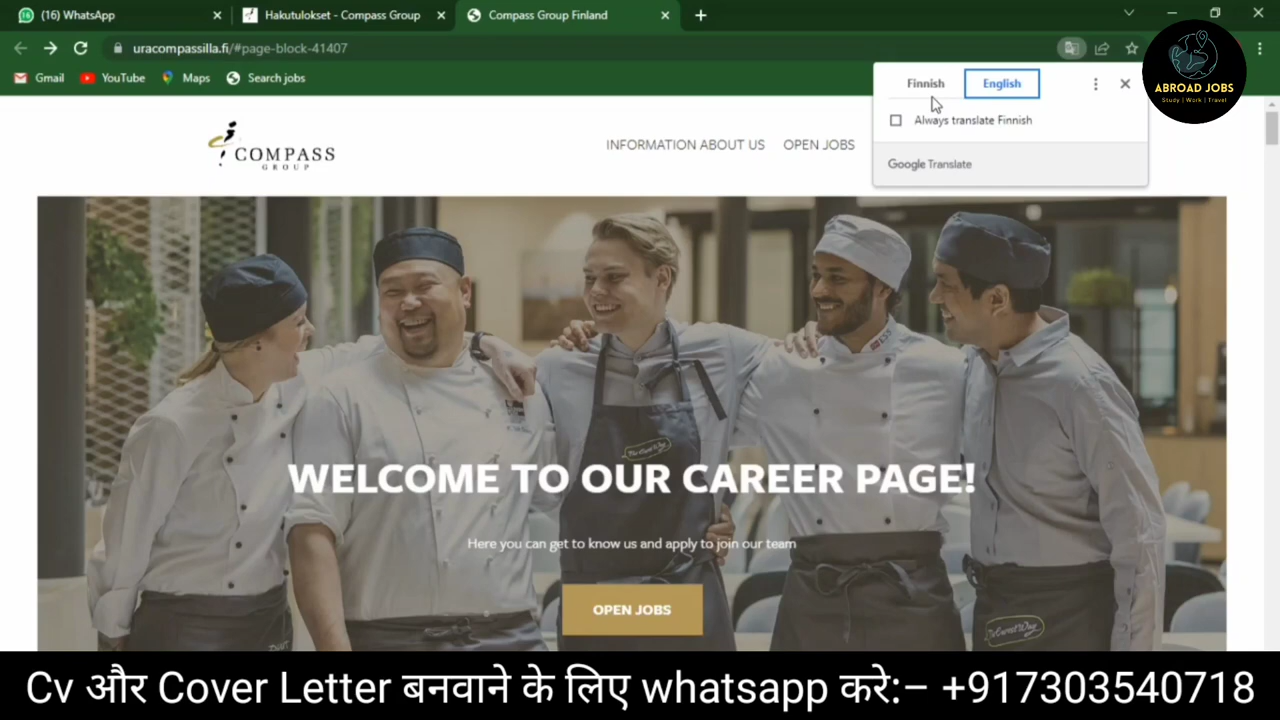 (16) WhatsApp
Hakutulokset - Compass Group
Compass Group Finland
uracompassilla.fi/#page-block-41407
Gmail
YouTube
Maps
Search jobs
Finnish
English
Always translate Finnish
Google Translate
ABROAD JOBS
Study | Work | Travel
COMPASS
GROUP
INFORMATION ABOUT US
OPEN JOBS
WELCOME TO OUR CAREER PAGE!
Here you can get to know us and apply to join our team
OPEN JOBS
Cv और Cover Letter बनवाने के लिए whatsapp करे:– +917303540718